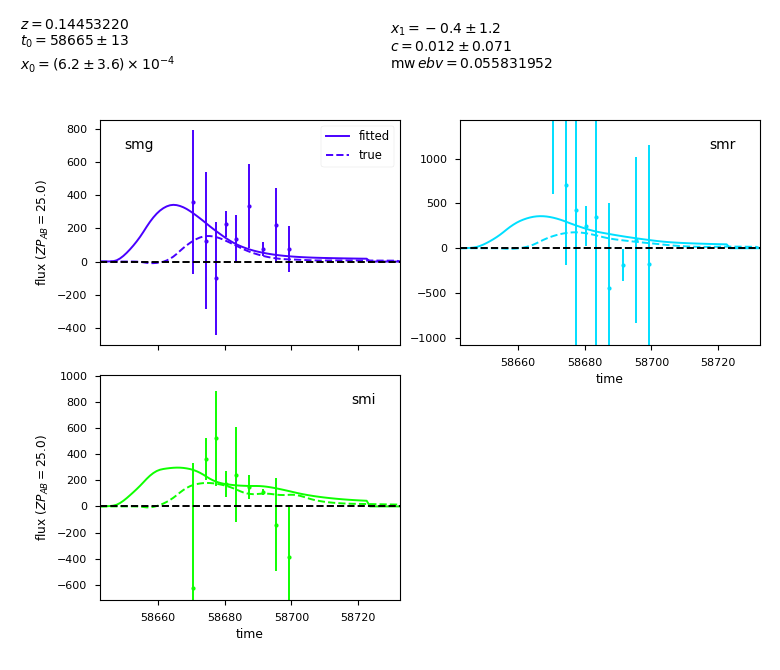 z = 0.14453220
t₀ = 58665 ± 13
x₀ = (6.2 ± 3.6) × 10⁻⁴
x₁ = −0.4 ± 1.2
c = 0.012 ± 0.071
mw ebv = 0.055831952
800
600
400
200
0
−200
−400
flux (ZP_AB = 25.0)
smg
fitted
true
1000
500
0
−500
−1000
smr
58660 58680 58700 58720
time
1000
800
600
400
200
0
−200
−400
−600
flux (ZP_AB = 25.0)
smi
58660 58680 58700 58720
time